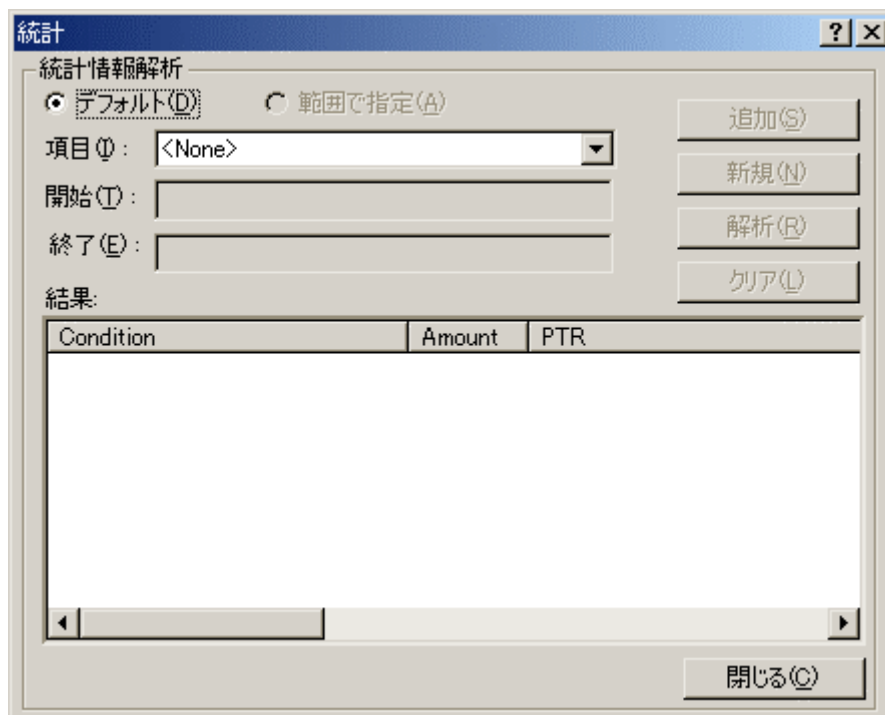 統計
統計情報解析
デフォルト(D) 範囲で指定(A)
追加(S)
項目(I): <None>
新規(N)
開始(T):
解析(R)
終了(E):
クリア(L)
結果:
Condition Amount PTR
閉じる(C)